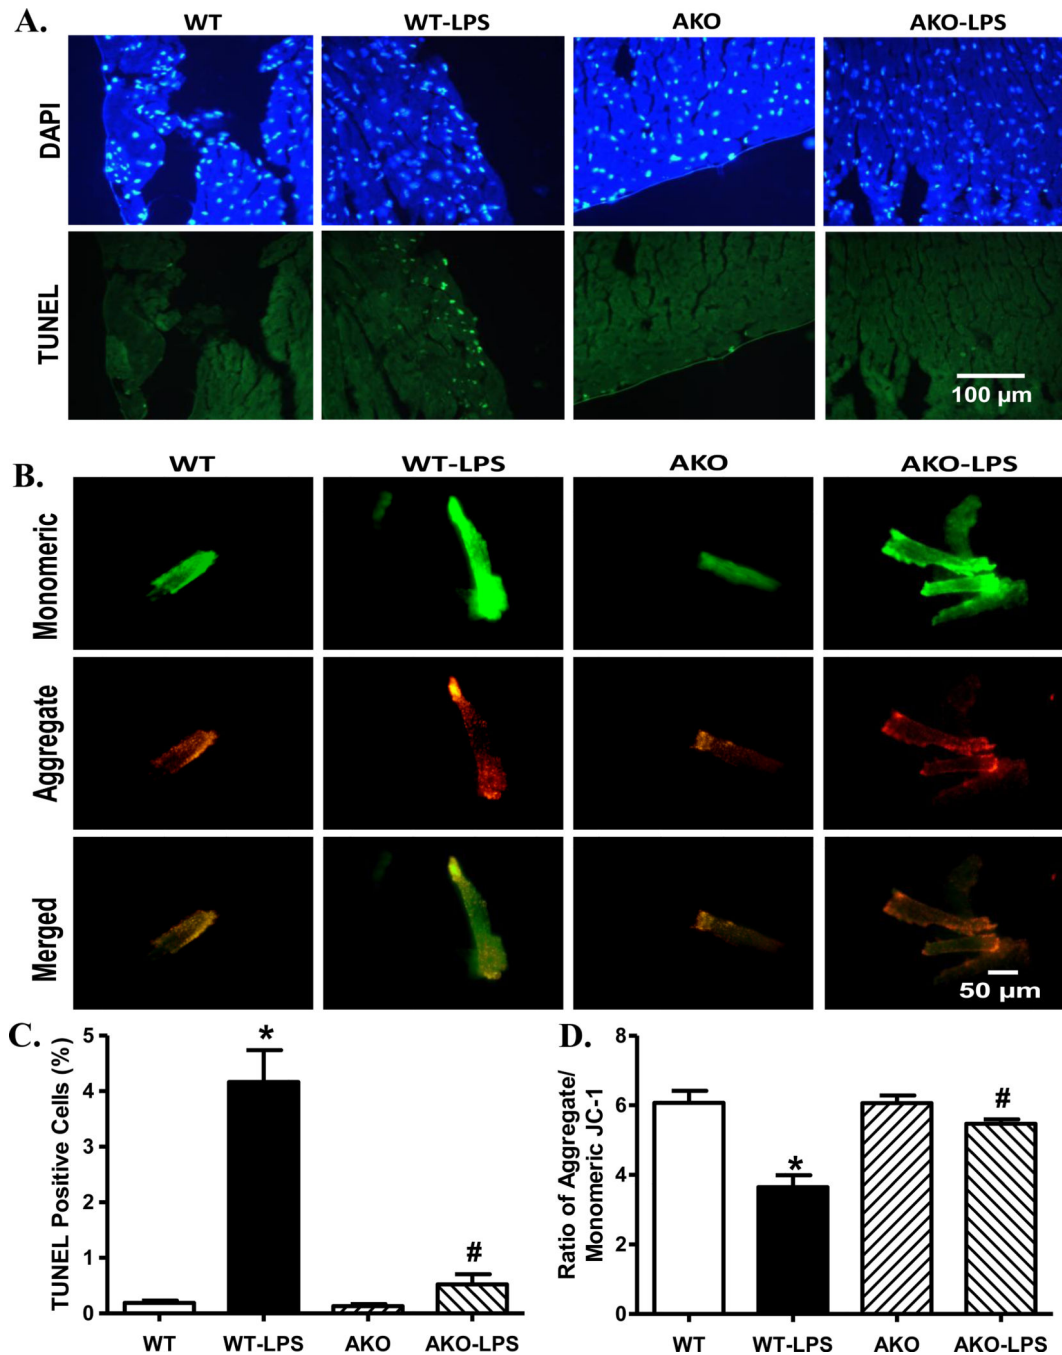 A.
WT WT-LPS AKO AKO-LPS
DAPI
TUNEL
100 μm
B.
WT WT-LPS AKO AKO-LPS
Monomeric
Aggregate
Merged
50 μm
C.
TUNEL Positive Cells (%)
5
4
3
2
1
0
*
#
WT WT-LPS AKO AKO-LPS
D.
Ratio of Aggregate/
Monomeric JC-1
8
6
4
2
0
*
#
WT WT-LPS AKO AKO-LPS